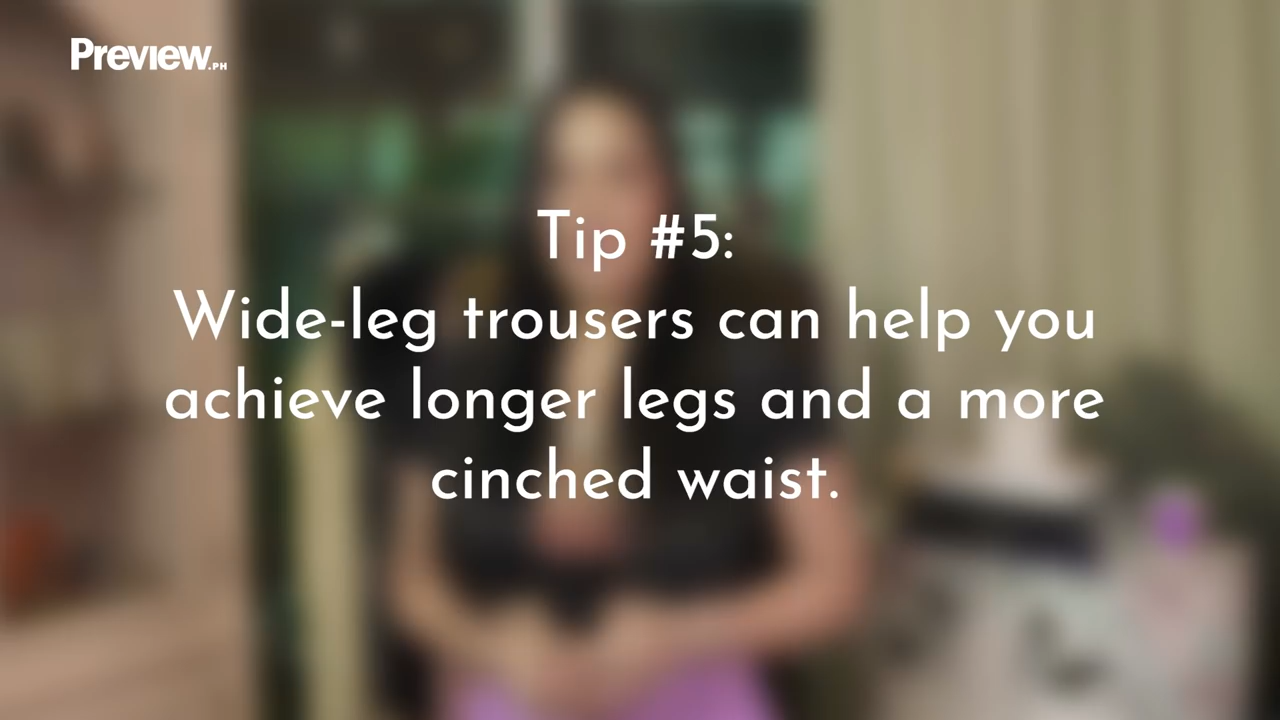 Preview.PH
Tip #5:
Wide-leg trousers can help you
achieve longer legs and a more
cinched waist.